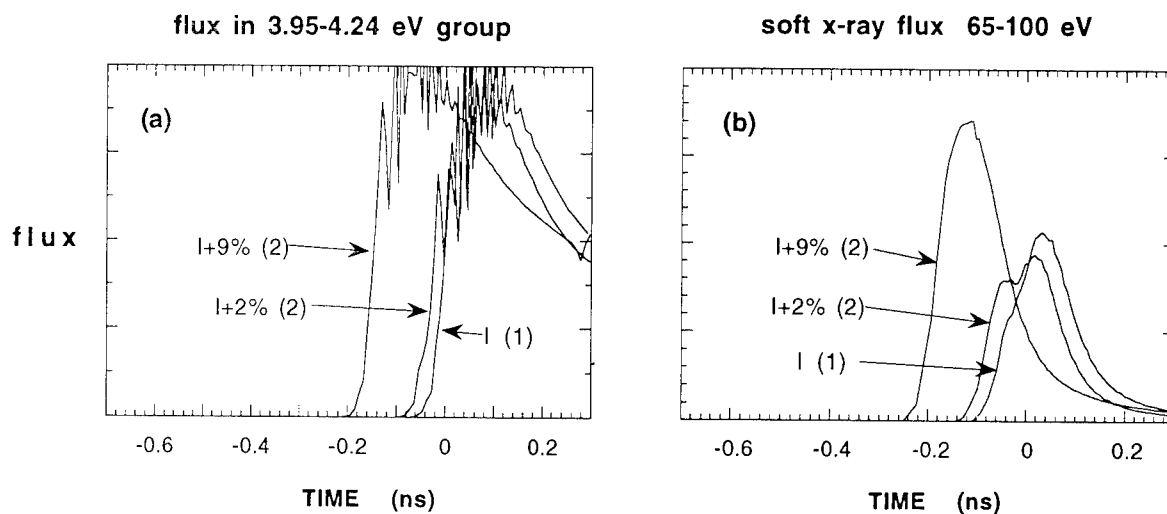 flux in 3.95-4.24 eV group
soft x-ray flux 65-100 eV
flux
(a)
I+9% (2)
I+2% (2)
I (1)
-0.6 -0.4 -0.2 0 0.2
TIME (ns)
(b)
I+9% (2)
I+2% (2)
I (1)
-0.6 -0.4 -0.2 0 0.2
TIME (ns)